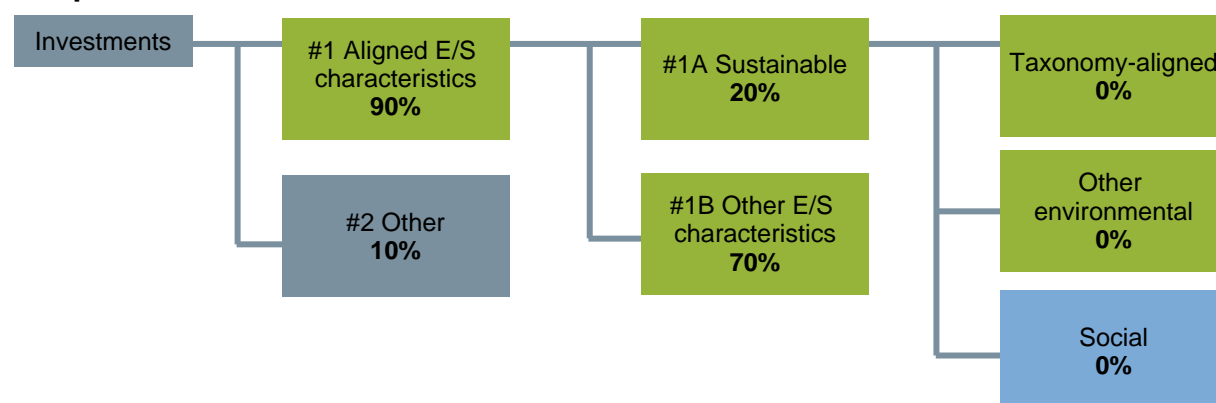 Investments
#1 Aligned E/S
characteristics
90%
#2 Other
10%
#1A Sustainable
20%
#1B Other E/S
characteristics
70%
Taxonomy-aligned
0%
Other
environmental
0%
Social
0%